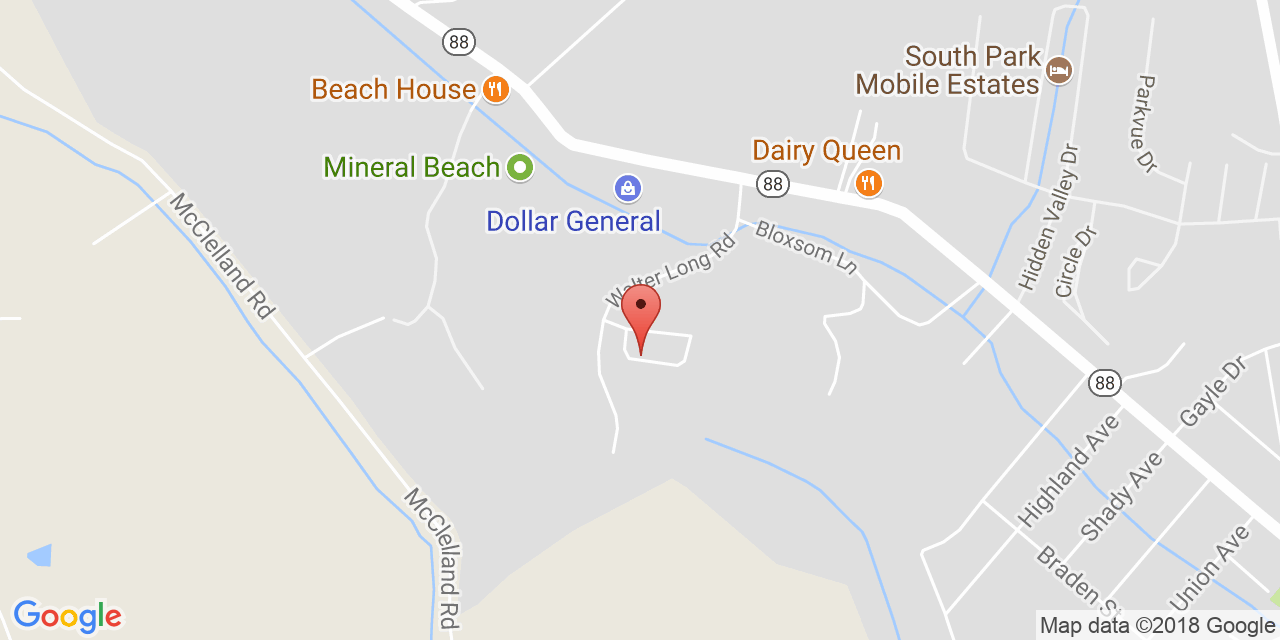 88
South Park
Mobile Estates
Beach House
Parkvue Dr
Dairy Queen
Mineral Beach
88
Dollar General
Hidden Valley Dr
McClelland Rd
Bloxsom Ln
Circle Dr
Walter Long Rd
88
Gayle Dr
Highland Ave
Shady Ave
McClelland Rd
Braden St
Union Ave
Google
Map data ©2018 Google